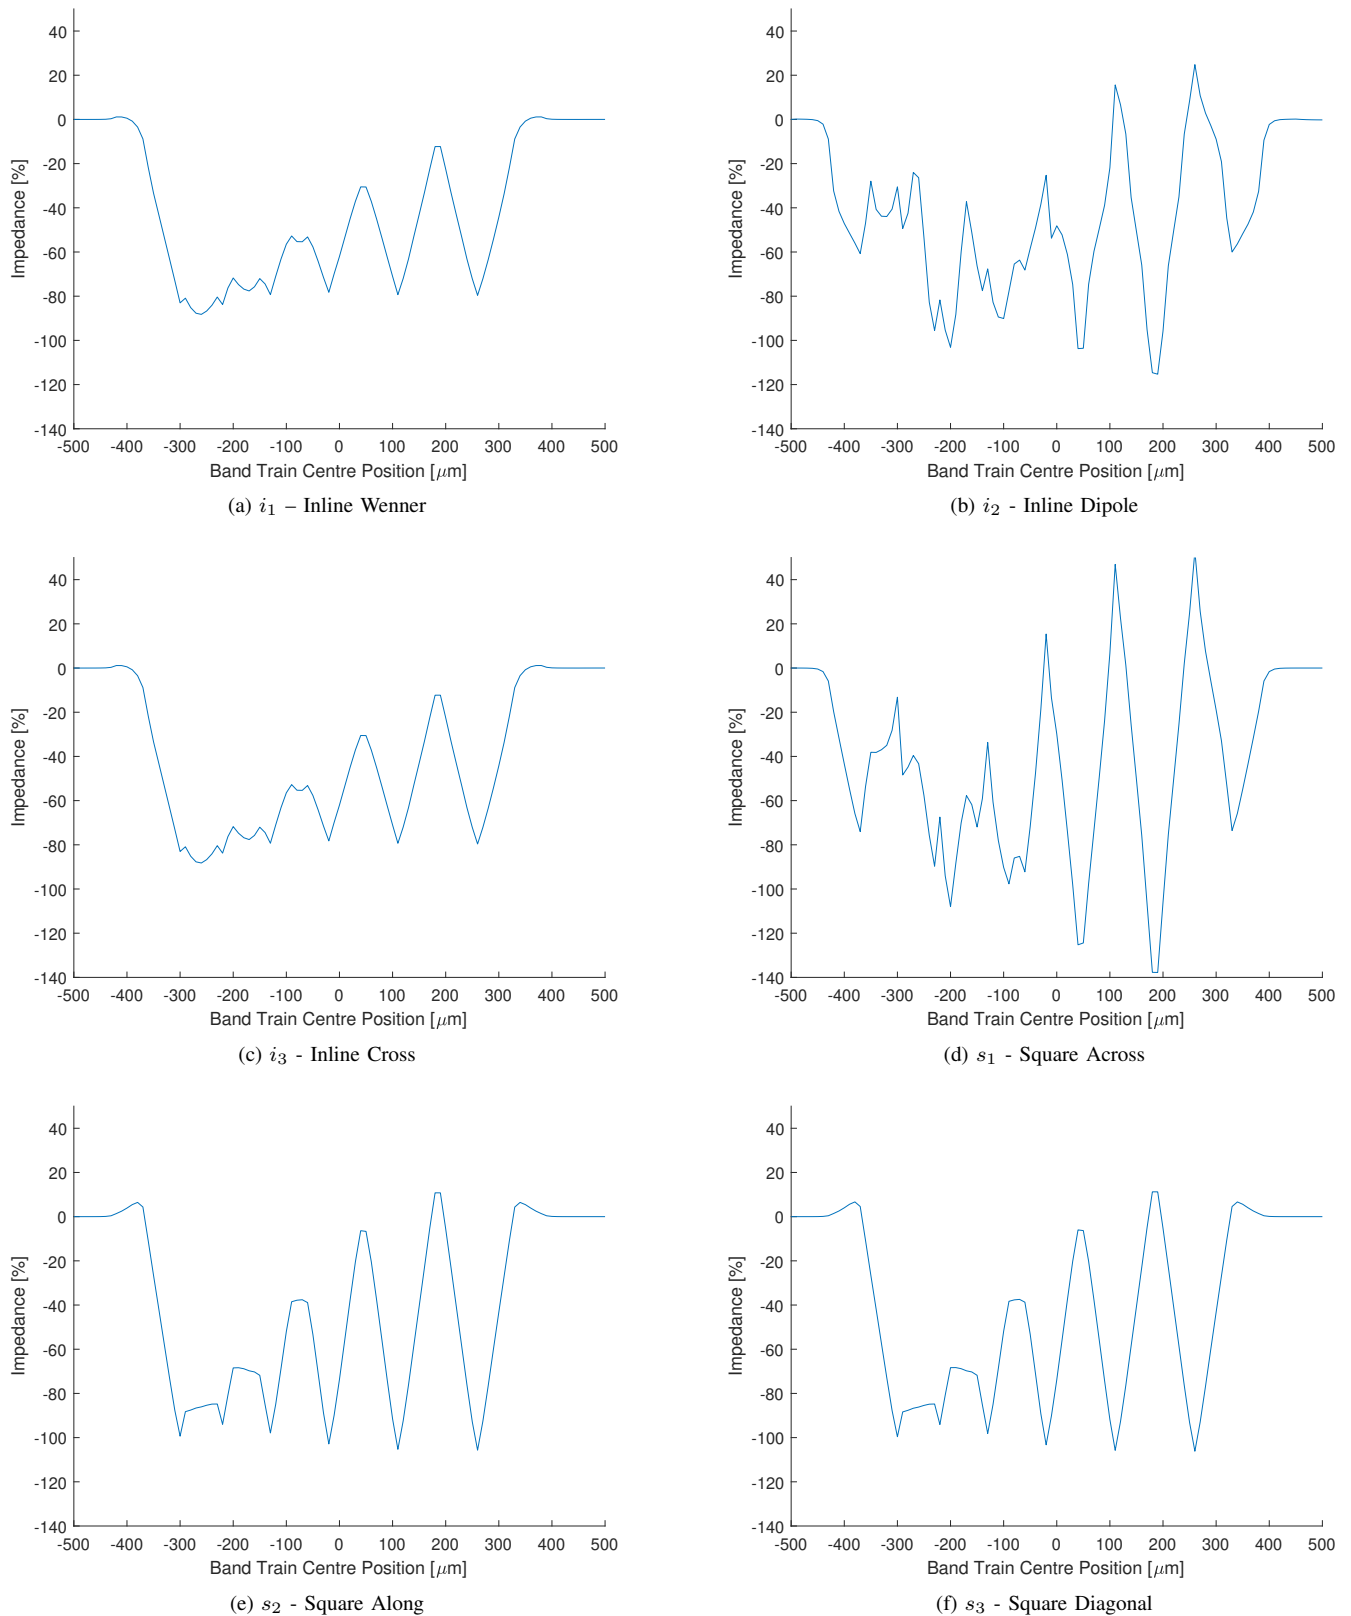 40
20
0
-20
-40
-60
-80
-100
-120
-140
Impedance [%]
-500 -400 -300 -200 -100 0 100 200 300 400 500
Band Train Centre Position [μm]
(a) i1 – Inline Wenner
40
20
0
-20
-40
-60
-80
-100
-120
-140
Impedance [%]
-500 -400 -300 -200 -100 0 100 200 300 400 500
Band Train Centre Position [μm]
(b) i2 - Inline Dipole
40
20
0
-20
-40
-60
-80
-100
-120
-140
Impedance [%]
-500 -400 -300 -200 -100 0 100 200 300 400 500
Band Train Centre Position [μm]
(c) i3 - Inline Cross
40
20
0
-20
-40
-60
-80
-100
-120
-140
Impedance [%]
-500 -400 -300 -200 -100 0 100 200 300 400 500
Band Train Centre Position [μm]
(d) s1 - Square Across
40
20
0
-20
-40
-60
-80
-100
-120
-140
Impedance [%]
-500 -400 -300 -200 -100 0 100 200 300 400 500
Band Train Centre Position [μm]
(e) s2 - Square Along
40
20
0
-20
-40
-60
-80
-100
-120
-140
Impedance [%]
-500 -400 -300 -200 -100 0 100 200 300 400 500
Band Train Centre Position [μm]
(f) s3 - Square Diagonal